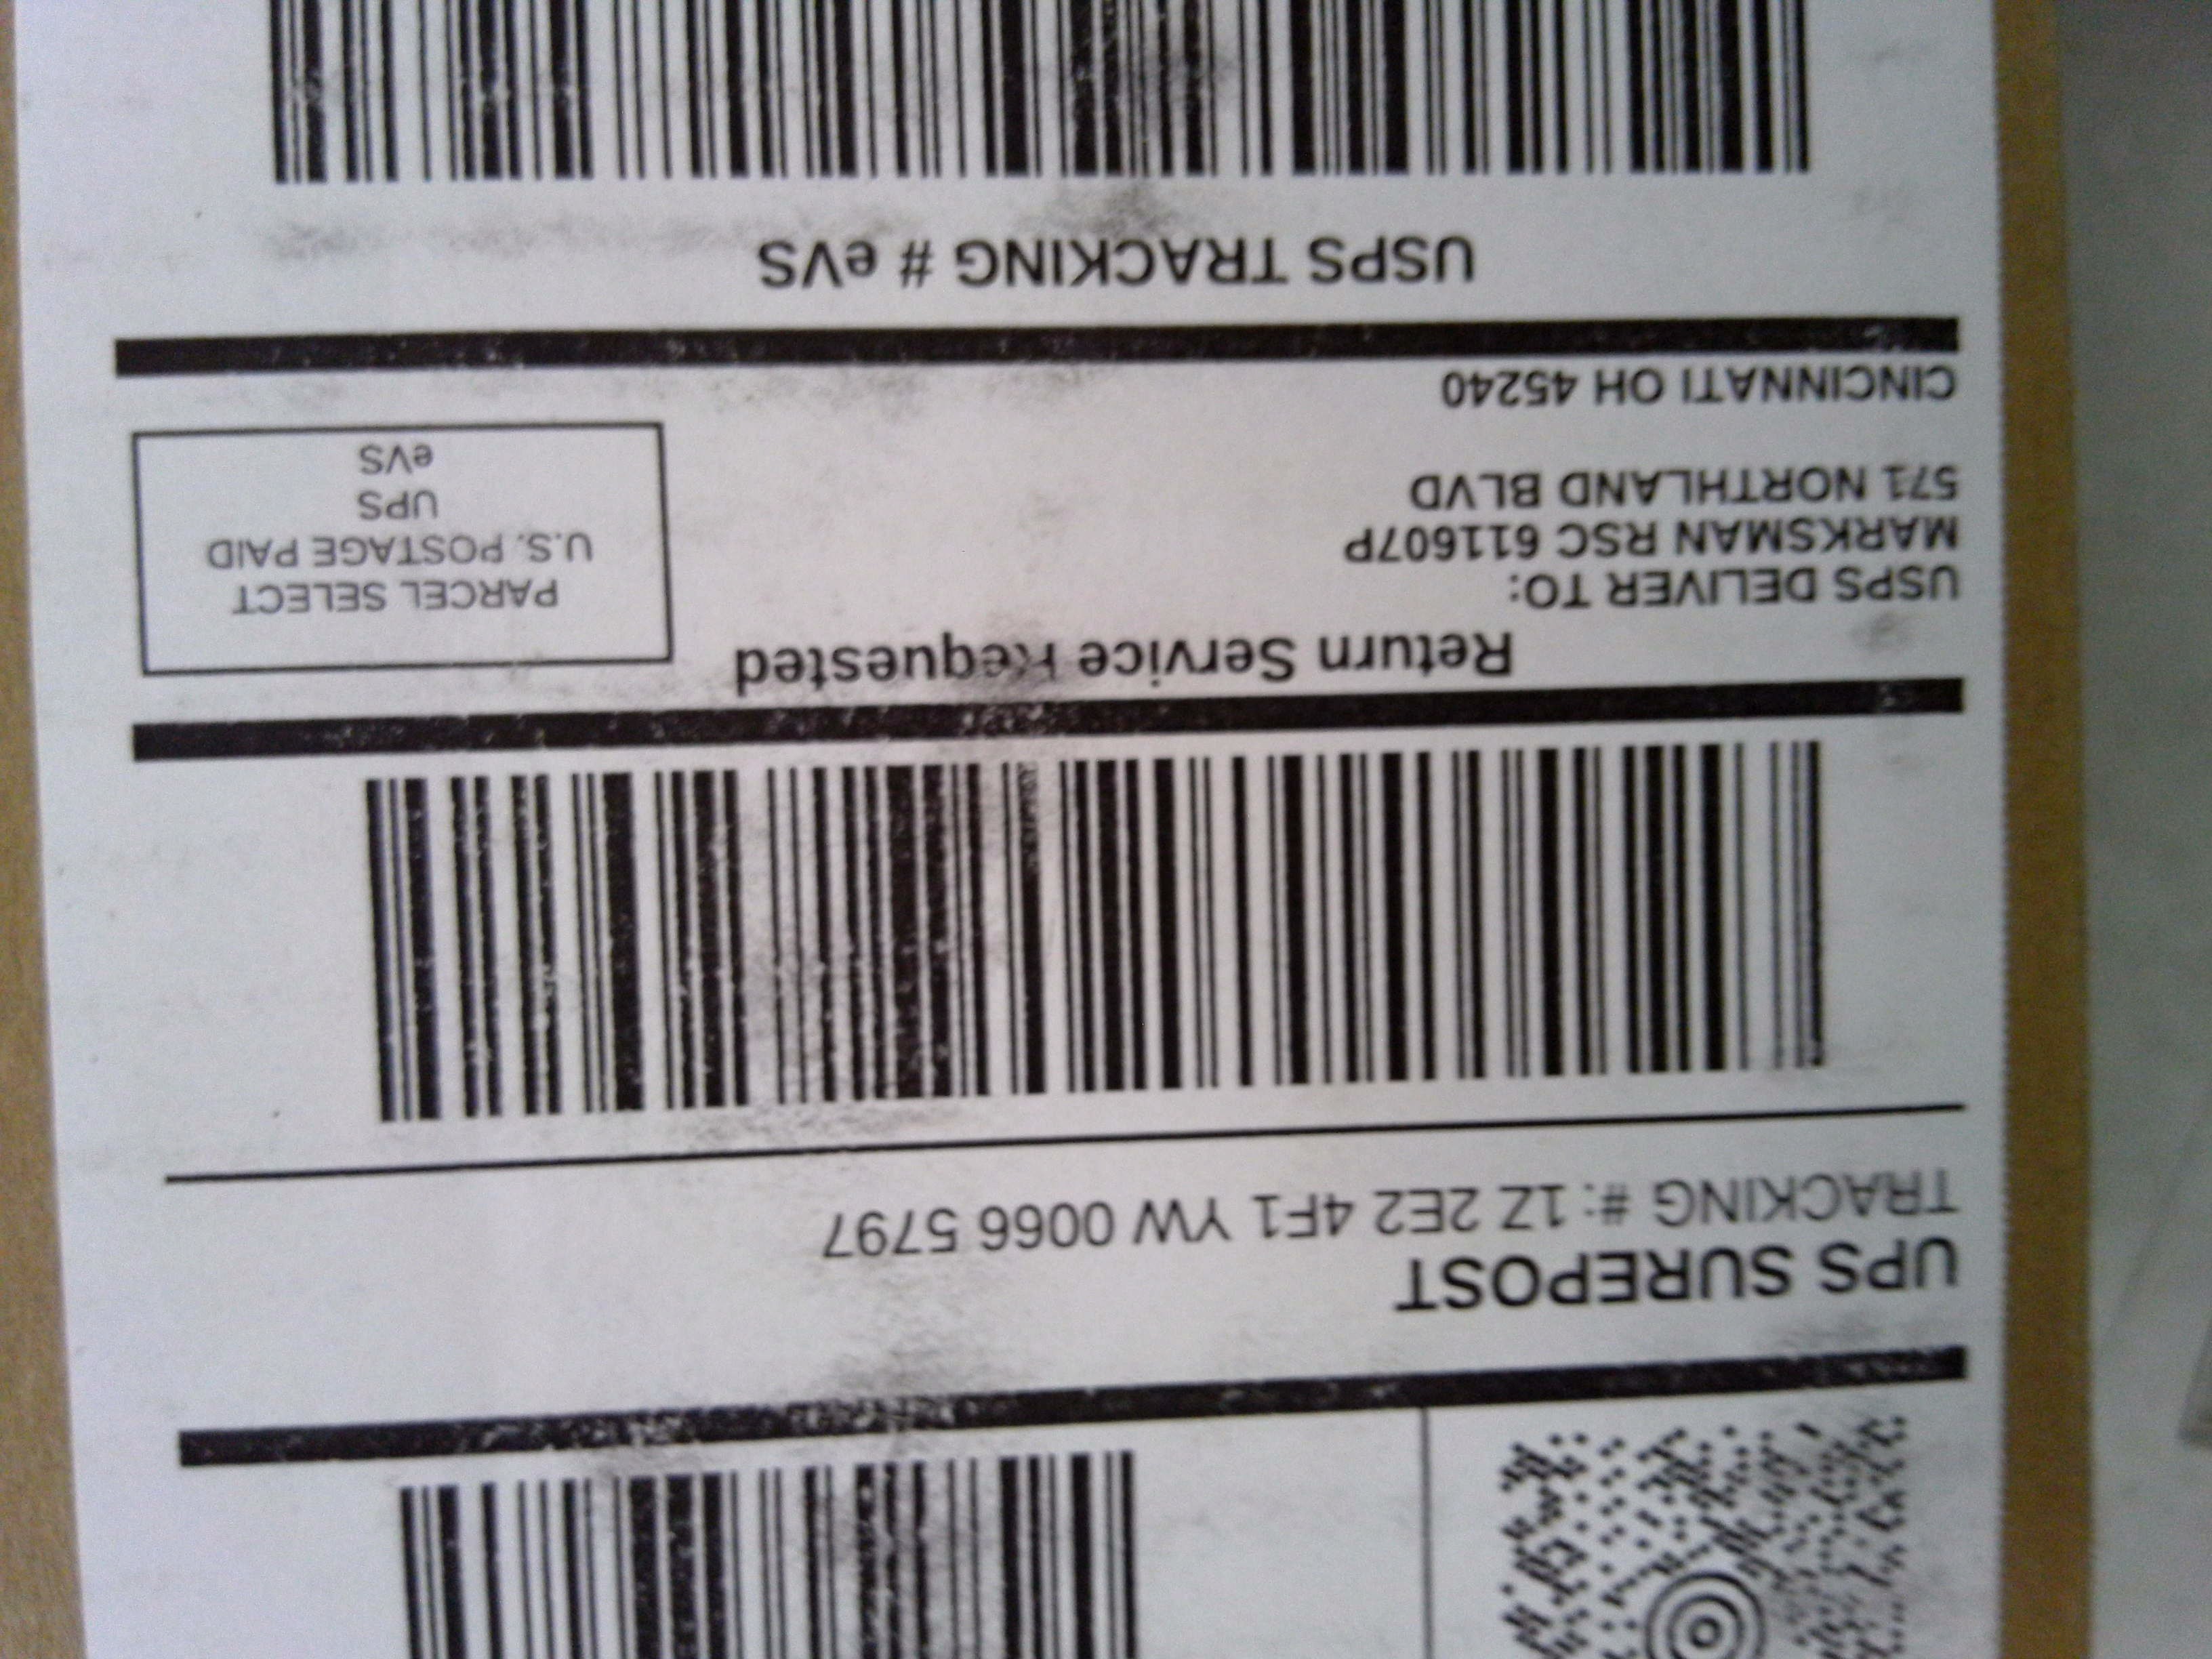 UPS SUREPOST
TRACKING #: 1Z 2E2 4F1 YW 0066 5797
Return Service Requested
USPS DELIVER TO:
MARKSMAN RSC 611607P
571 NORTHLAND BLVD
CINCINNATI OH 45240
PARCEL SELECT
U.S. POSTAGE PAID
UPS
eVS
USPS TRACKING # eVS